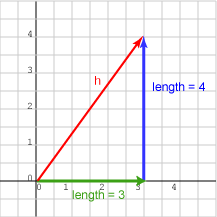 4
3
h
length = 4
2
1
0
0 1 2 3 4
length = 3